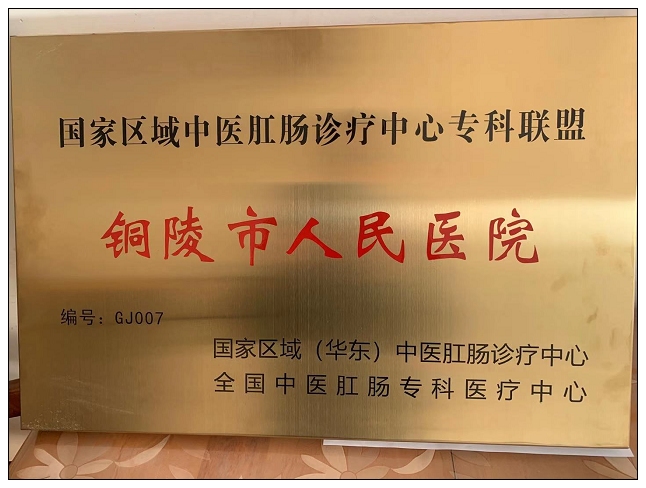 国家区域中医肛肠诊疗中心专科联盟
铜陵市人民医院
编号：GJ007
国家区域（华东）中医肛肠诊疗中心
全国中医肛肠专科医疗中心